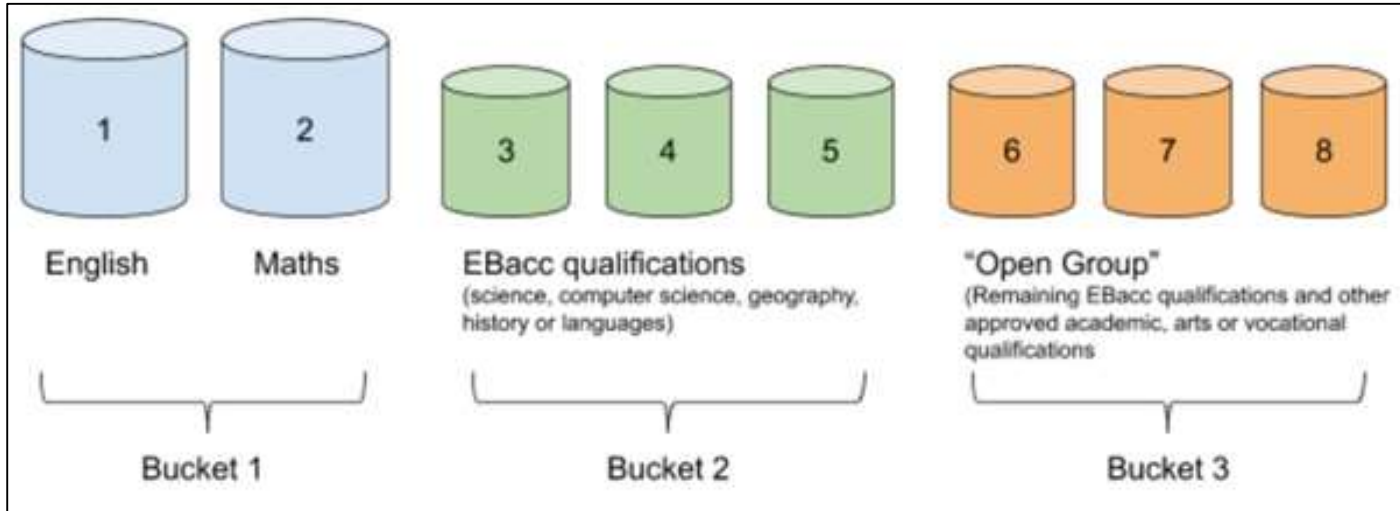 1
2
3
4
5
6
7
8
English
Maths
EBacc qualifications
(science, computer science, geography,
history or languages)
"Open Group"
(Remaining EBacc qualifications and other
approved academic, arts or vocational
qualifications
Bucket 1
Bucket 2
Bucket 3